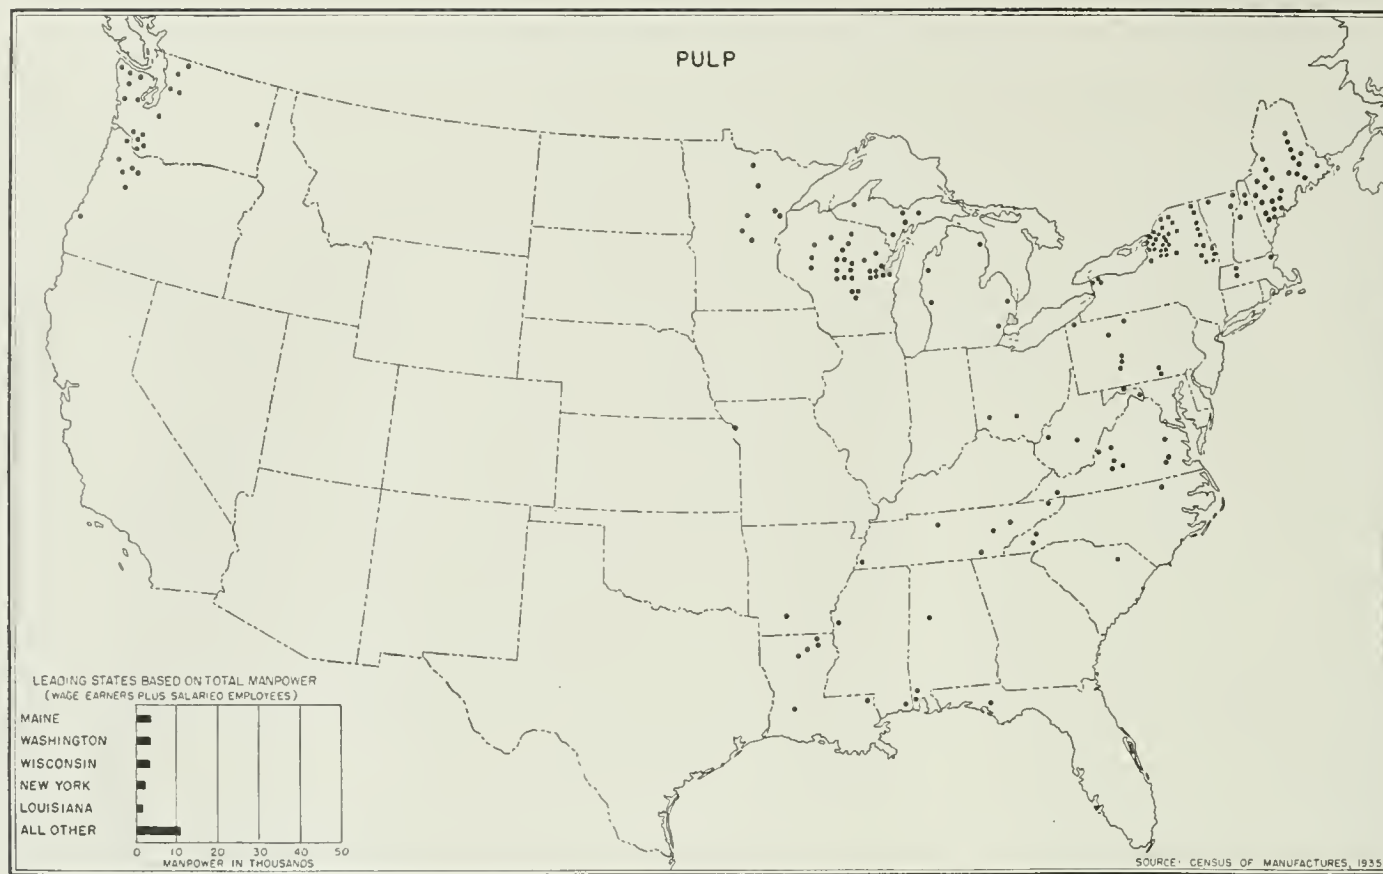 PULP
LEADING STATES BASED ON TOTAL MANPOWER
(WAGE EARNERS PLUS SALARIED EMPLOYEES)
MAINE
WASHINGTON
WISCONSIN
NEW YORK
LOUISIANA
ALL OTHER
0 10 20 30 40 50
MANPOWER IN THOUSANDS
SOURCE: CENSUS OF MANUFACTURES, 1935